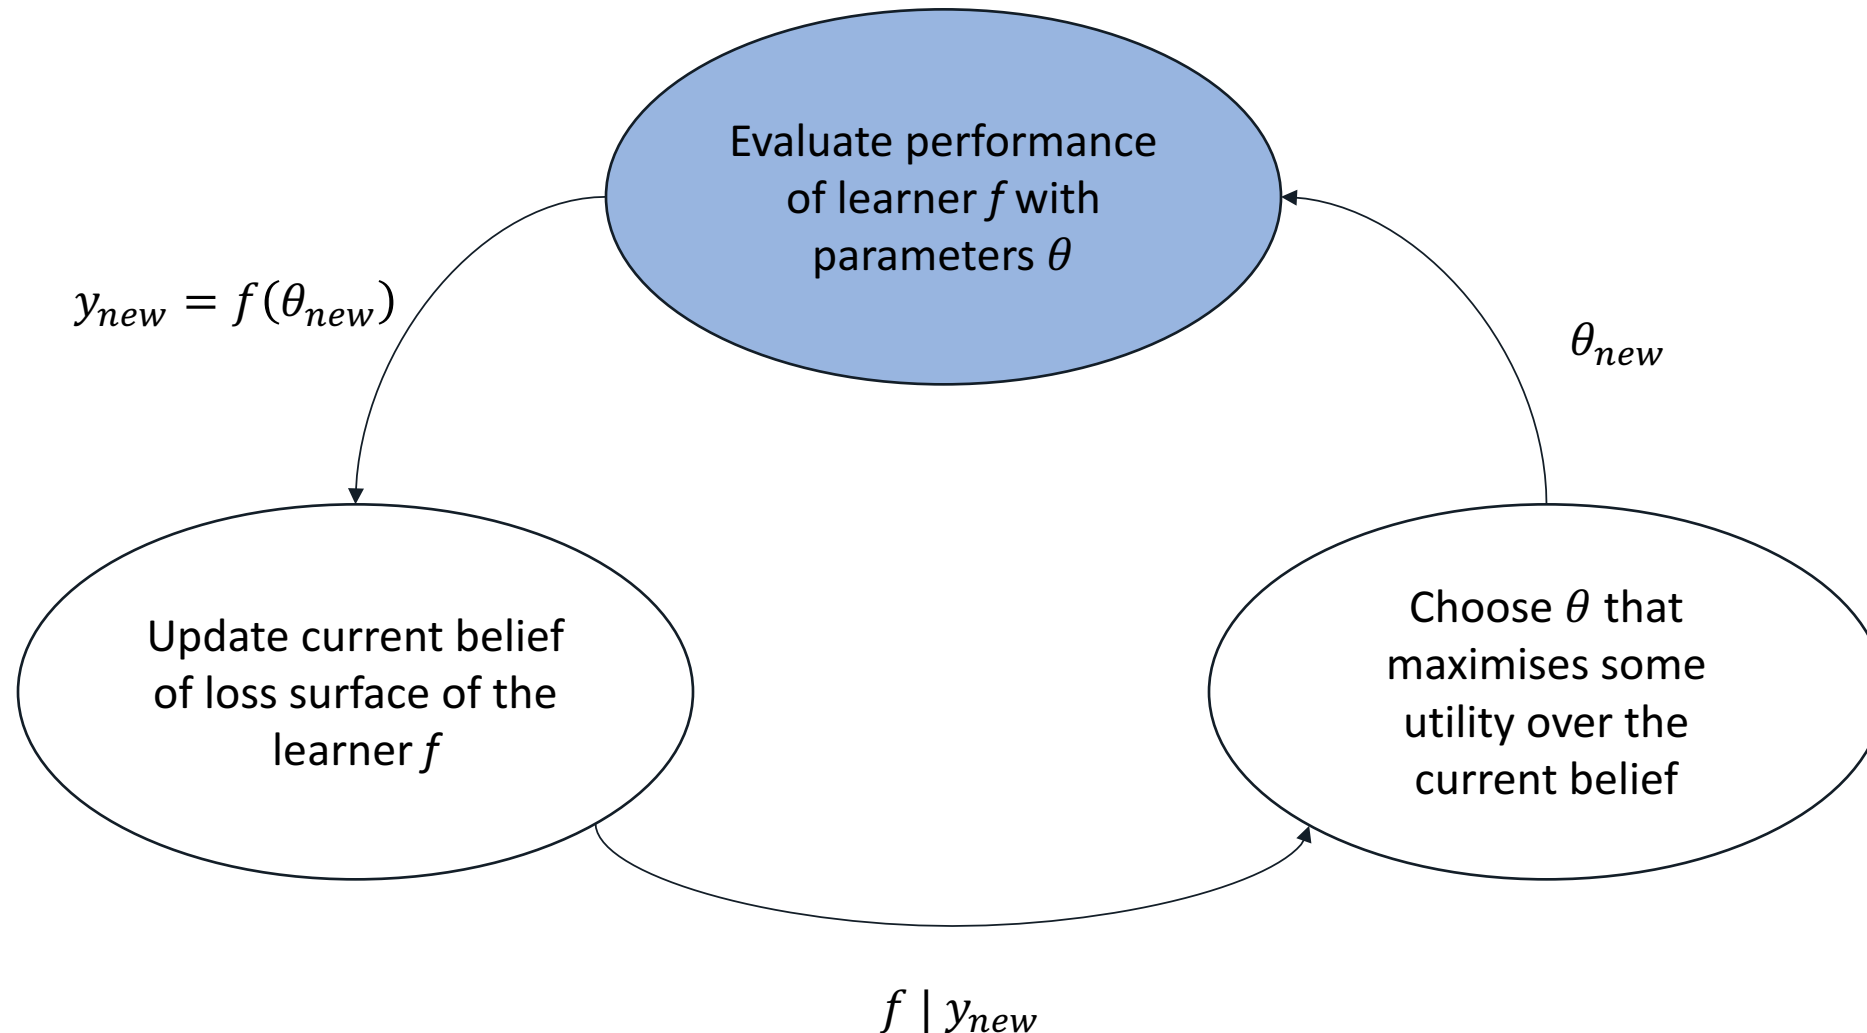 Evaluate performance
of learner f with
parameters θ
y_new = f(θ_new)
θ_new
Update current belief
of loss surface of the
learner f
Choose θ that
maximises some
utility over the
current belief
f | y_new